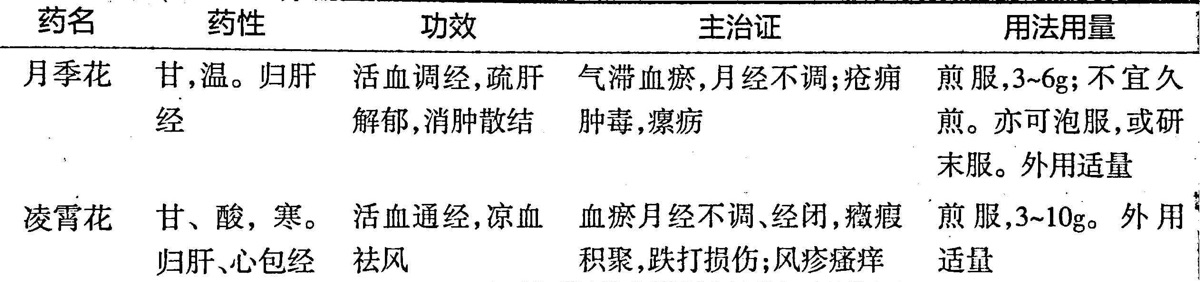 药名 药性 功效 主治证 用法用量
月季花 甘,温。归肝 活血调经,疏肝 气滞血瘀,月经不调;疮痈 煎服,3~6g;不宜久
经 解郁,消肿散结 肿毒,瘰疬 煎。亦可泡服,或研
末服。外用适量
凌霄花 甘、酸,寒。 活血通经,凉血 血瘀月经不调、经闭,癥瘕 煎服,3~10g。外用
归肝、心包经 祛风 积聚,跌打损伤;风疹瘙痒 适量